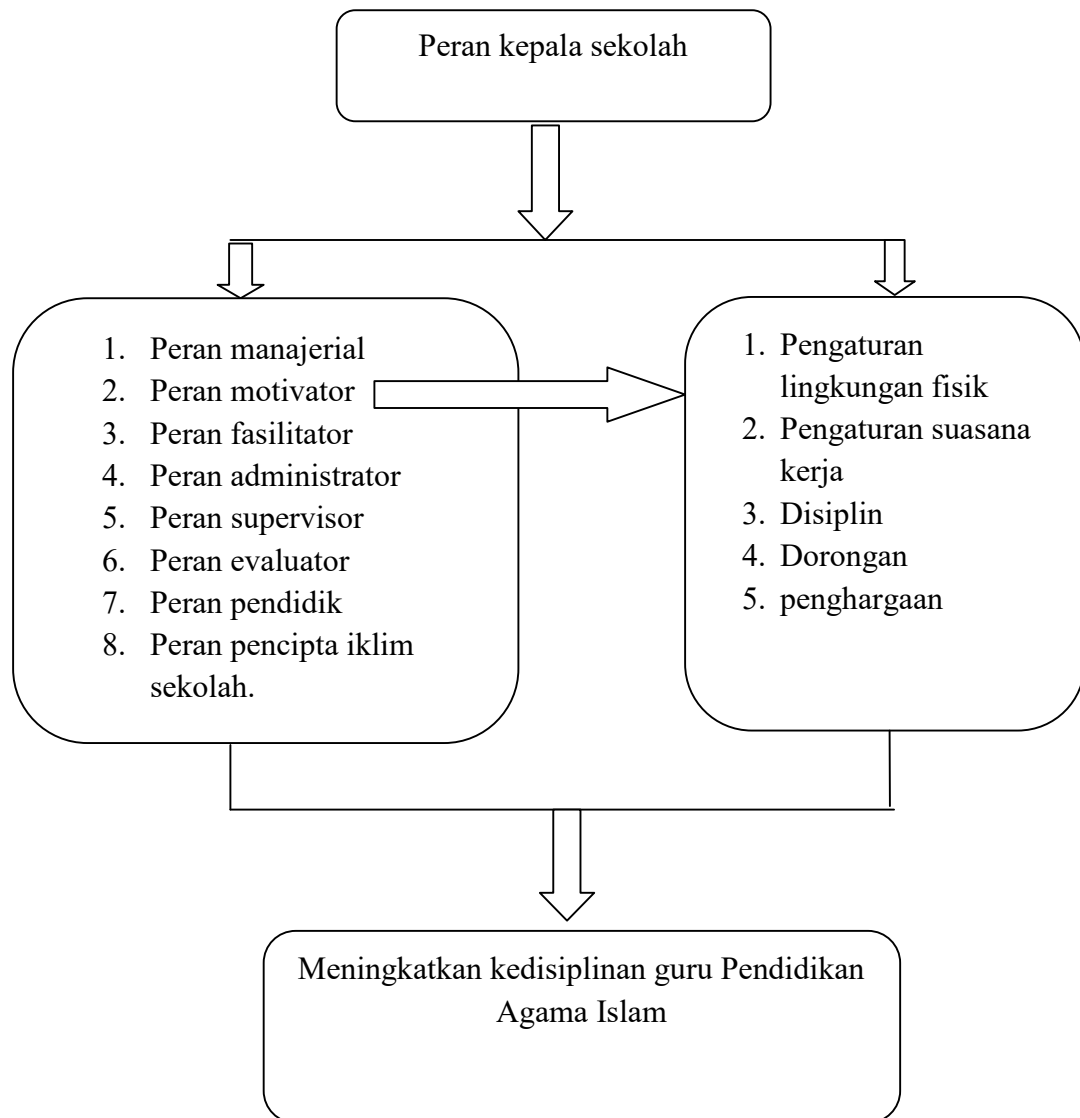 Peran kepala sekolah
1. Peran manajerial
2. Peran motivator
3. Peran fasilitator
4. Peran administrator
5. Peran supervisor
6. Peran evaluator
7. Peran pendidik
8. Peran pencipta iklim
sekolah.
1. Pengaturan
lingkungan fisik
2. Pengaturan suasana
kerja
3. Disiplin
4. Dorongan
5. penghargaan
Meningkatkan kedisiplinan guru Pendidikan
Agama Islam